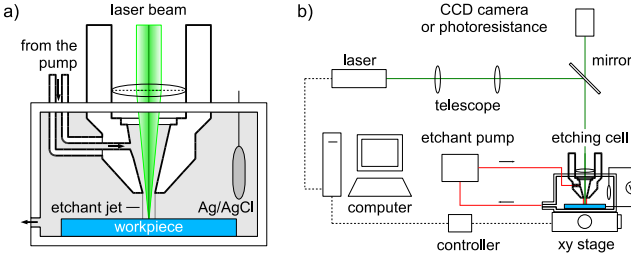 a)
laser beam
from the
pump
etchant jet
Ag/AgCl
workpiece
b)
CCD camera
or photoresistance
laser
mirror
telescope
etchant pump
etching cell
computer
controller
xy stage